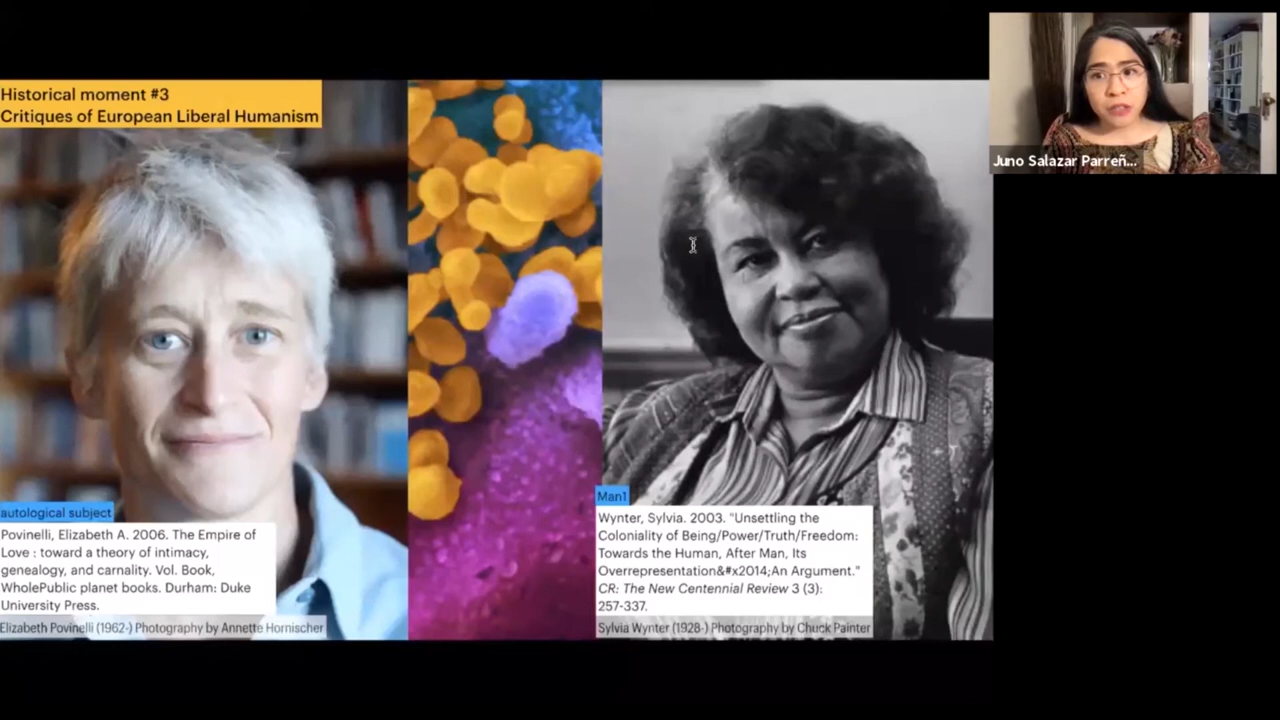 Historical moment #3
Critiques of European Liberal Humanism
Juno Salazar Parreñ...
autological subject
Povinelli, Elizabeth A. 2006. The Empire of
Love : toward a theory of intimacy,
genealogy, and carnality. Vol. Book,
WholePublic planet books. Durham: Duke
University Press.
Elizabeth Povinelli (1962-) Photography by Annette Hornischer
Man1
Wynter, Sylvia. 2003. "Unsettling the
Coloniality of Being/Power/Truth/Freedom:
Towards the Human, After Man, Its
Overrepresentation&#x2014;An Argument."
CR: The New Centennial Review 3 (3):
257-337.
Sylvia Wynter (1928-) Photography by Chuck Painter